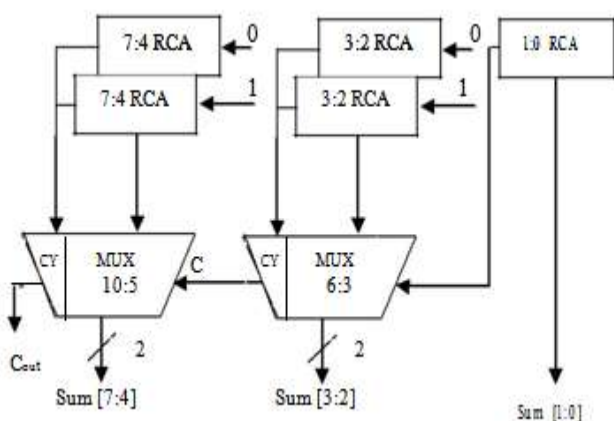 7:4 RCA
0
3:2 RCA
0
1:0 RCA
7:4 RCA
1
3:2 RCA
1
CY
MUX
10:5
C
CY
MUX
6:3
Cout
2
2
Sum [7:4]
Sum [3:2]
Sum [1:0]